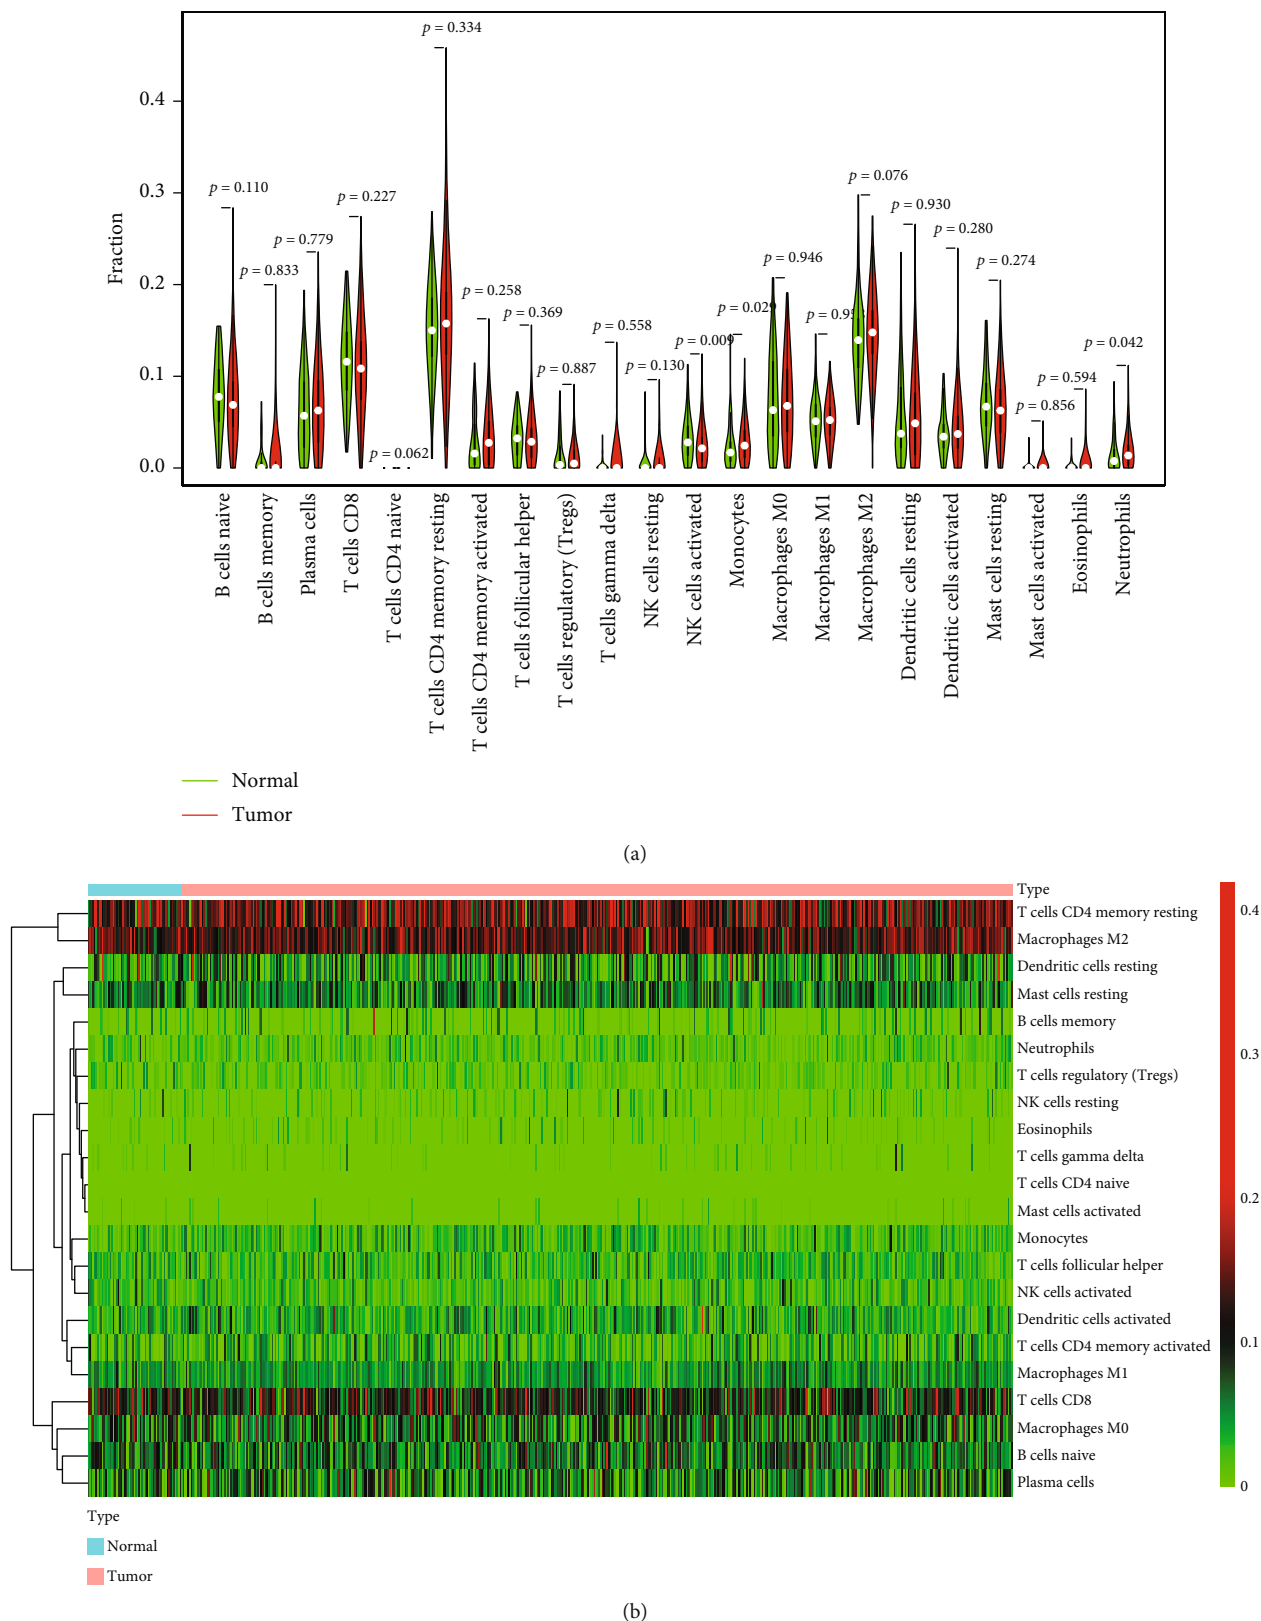 p = 0.334
0.4
0.3
0.2
0.1
0.0
Fraction
p = 0.110
p = 0.833
p = 0.779
p = 0.227
p = 0.062
p = 0.258
p = 0.369
p = 0.887
p = 0.558
p = 0.130
p = 0.009
p = 0.029
p = 0.946
p = 0.076
p = 0.930
p = 0.280
p = 0.274
p = 0.856
p = 0.594
p = 0.042
B cells naive
B cells memory
Plasma cells
T cells CD8
T cells CD4 naive
T cells CD4 memory resting
T cells CD4 memory activated
T cells follicular helper
T cells regulatory (Tregs)
T cells gamma delta
NK cells resting
NK cells activated
Monocytes
Macrophages M0
Macrophages M1
Macrophages M2
Dendritic cells resting
Dendritic cells activated
Mast cells resting
Mast cells activated
Eosinophils
Neutrophils
Normal
Tumor
(a)
Type
T cells CD4 memory resting
Macrophages M2
Dendritic cells resting
Mast cells resting
B cells memory
Neutrophils
T cells regulatory (Tregs)
NK cells resting
Eosinophils
T cells gamma delta
T cells CD4 naive
Mast cells activated
Monocytes
T cells follicular helper
NK cells activated
Dendritic cells activated
T cells CD4 memory activated
Macrophages M1
T cells CD8
Macrophages M0
B cells naive
Plasma cells
0.4
0.3
0.2
0.1
0
Type
Normal
Tumor
(b)